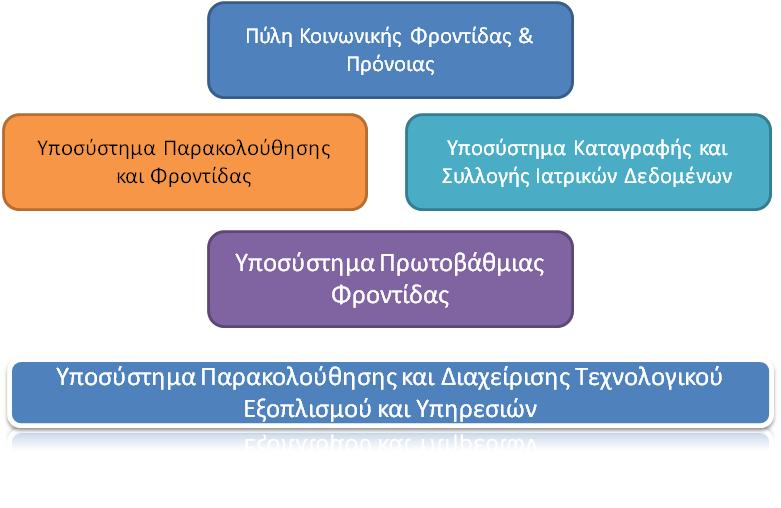 Πύλη Κοινωνικής Φροντίδας &
Πρόνοιας
Υποσύστημα Παρακολούθησης
και Φροντίδας
Υποσύστημα Καταγραφής και
Συλλογής Ιατρικών Δεδομένων
Υποσύστημα Πρωτοβάθμιας
Φροντίδας
Υποσύστημα Παρακολούθησης και Διαχείρισης Τεχνολογικού
Εξοπλισμού και Υπηρεσιών